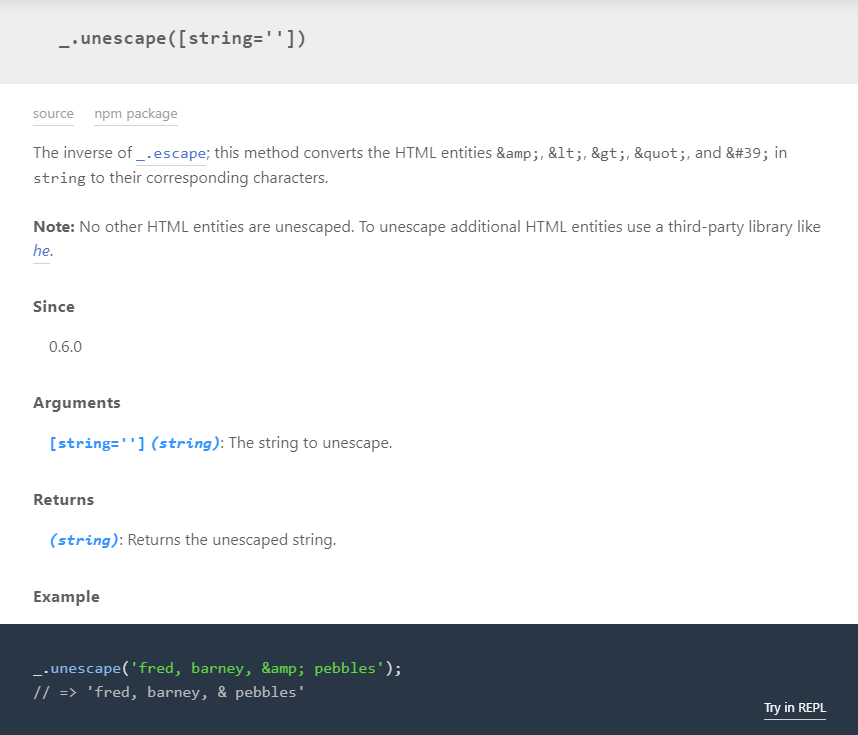 _.unescape([string=''])
source npm package
The inverse of _.escape; this method converts the HTML entities &amp;, &lt;, &gt;, &quot;, and &#39; in
string to their corresponding characters.
Note: No other HTML entities are unescaped. To unescape additional HTML entities use a third-party library like
he.
Since
0.6.0
Arguments
[string=''] (string): The string to unescape.
Returns
(string): Returns the unescaped string.
Example
_.unescape('fred, barney, &amp; pebbles');
// => 'fred, barney, & pebbles'
Try in REPL